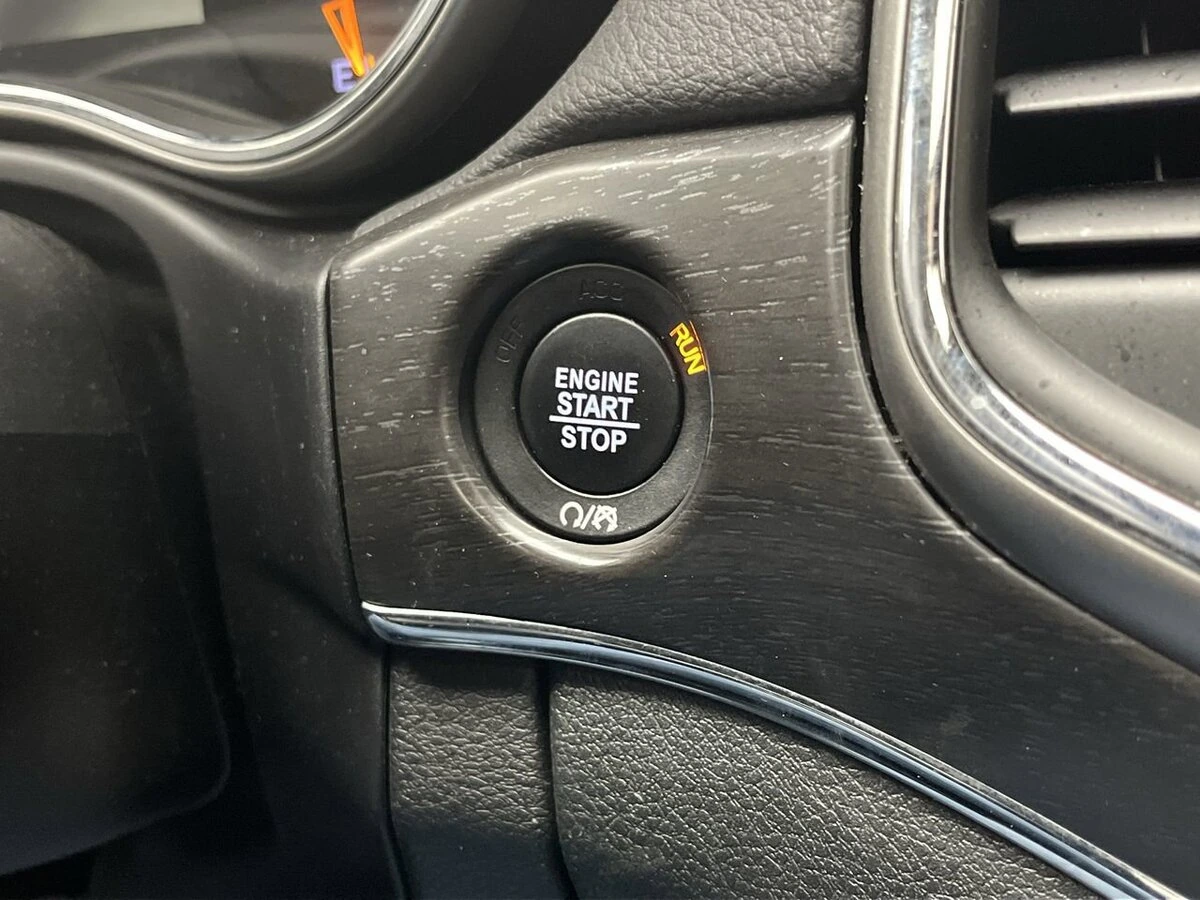 E
ACC
OFF
RUN
ENGINE
START
STOP